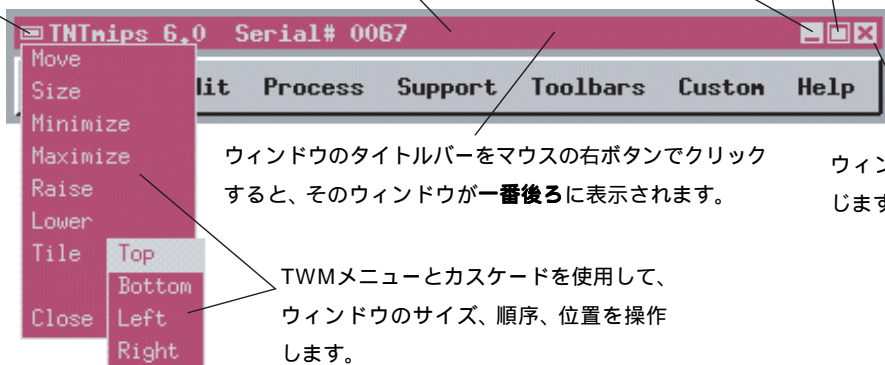 TNTmips 6.0 Serial# 0067
Process Support Toolbars Custom Help
Move
Size
Minimize
Maximize
Raise
Lower
Tile
Close
Top
Bottom
Left
Right
ウィンドウのタイトルバーをマウスの右ボタンでクリック
すると、そのウィンドウが一番後ろに表示されます。
TWMメニューとカスケードを使用して、
ウィンドウのサイズ、順序、位置を操作
します。
ウィン
じます